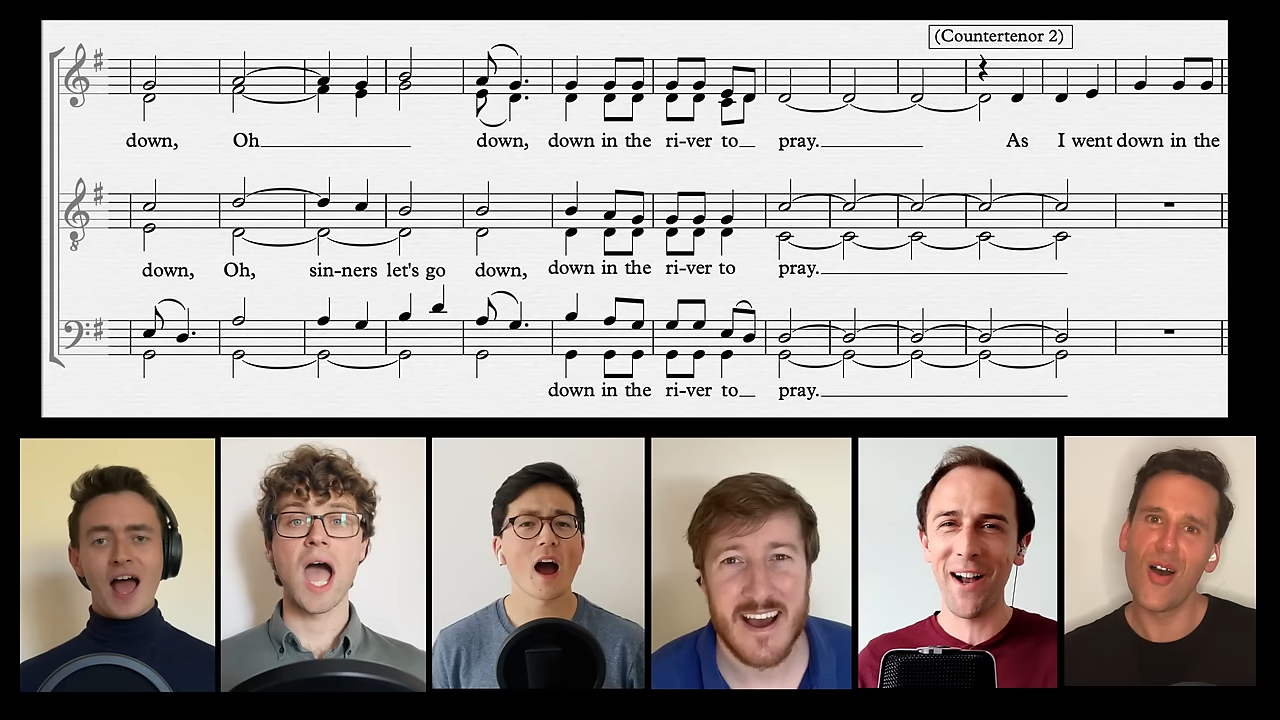 (Countertenor 2)
down, Oh down, down in the ri-ver to pray. As I went down in the
8
down, Oh, sin-ners let's go down, down in the ri-ver to pray.
down in the ri-ver to pray.